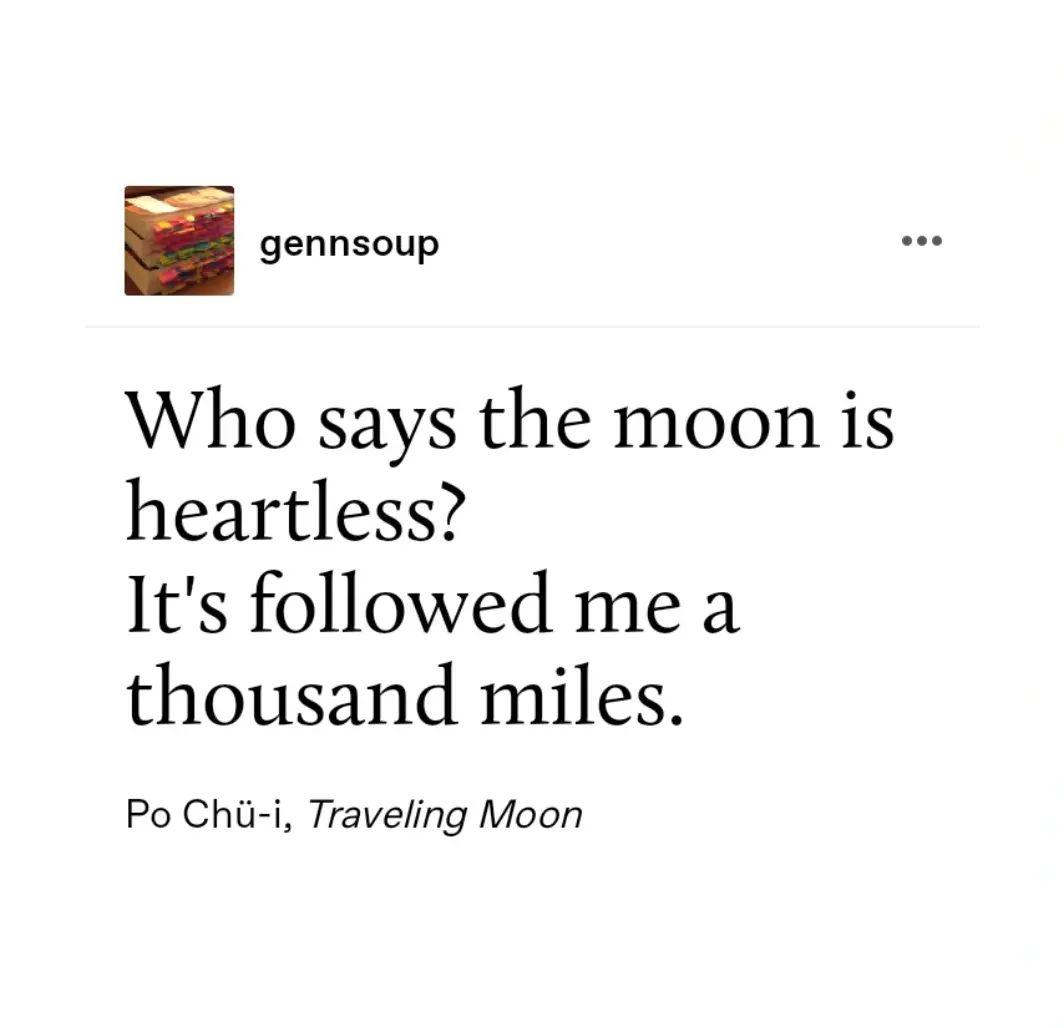 gennsoup
Who says the moon is
heartless?
It's followed me a
thousand miles.
Po Chü-i, Traveling Moon